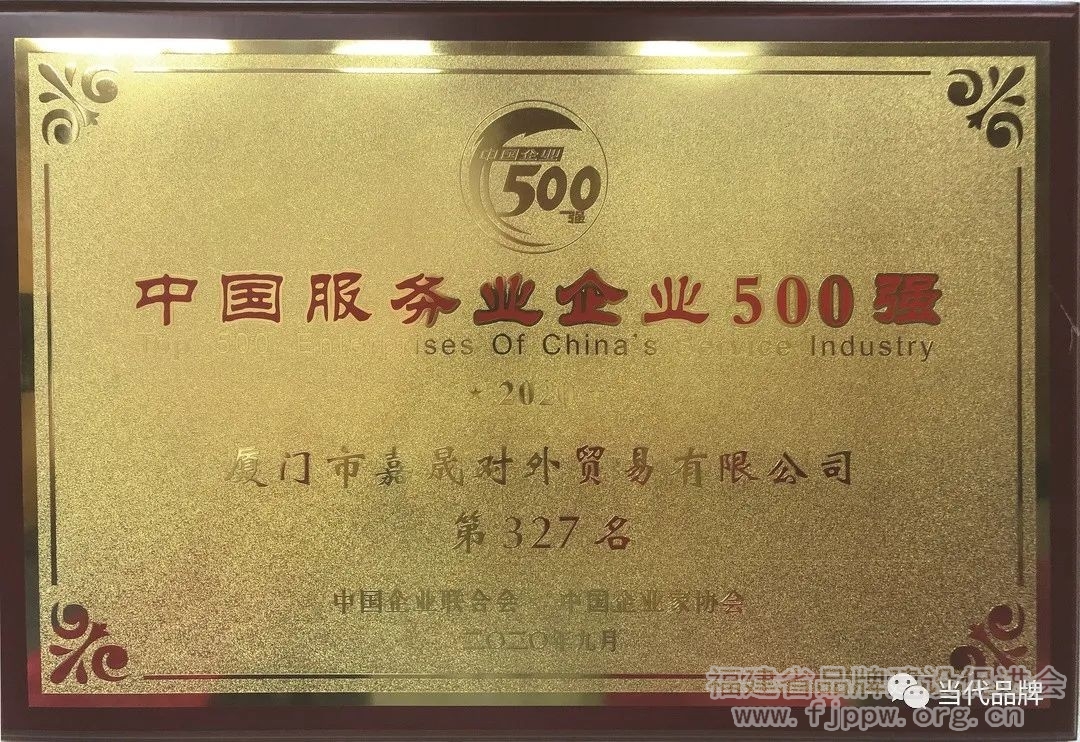 中国企业
500
强
中国服务业企业500强
Top 500 Enterprises Of China's Service Industry
2020
厦门市嘉晟对外贸易有限公司
第327名
中国企业联合会 中国企业家协会
二〇二〇年九月
福建省品牌建设促进会
当代品牌
www.fjppw.org.cn